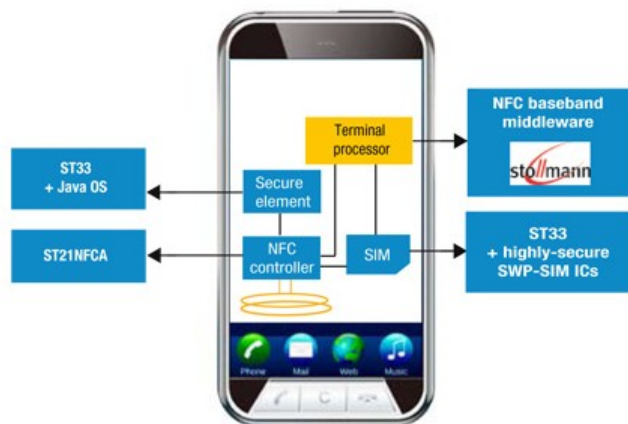 Terminal
processor
NFC baseband
middleware
stollmann
ST33
+ Java OS
Secure
element
ST21NFCA
NFC
controller
SIM
ST33
+ highly-secure
SWP-SIM ICs
Phone
Mail
Web
Music
C